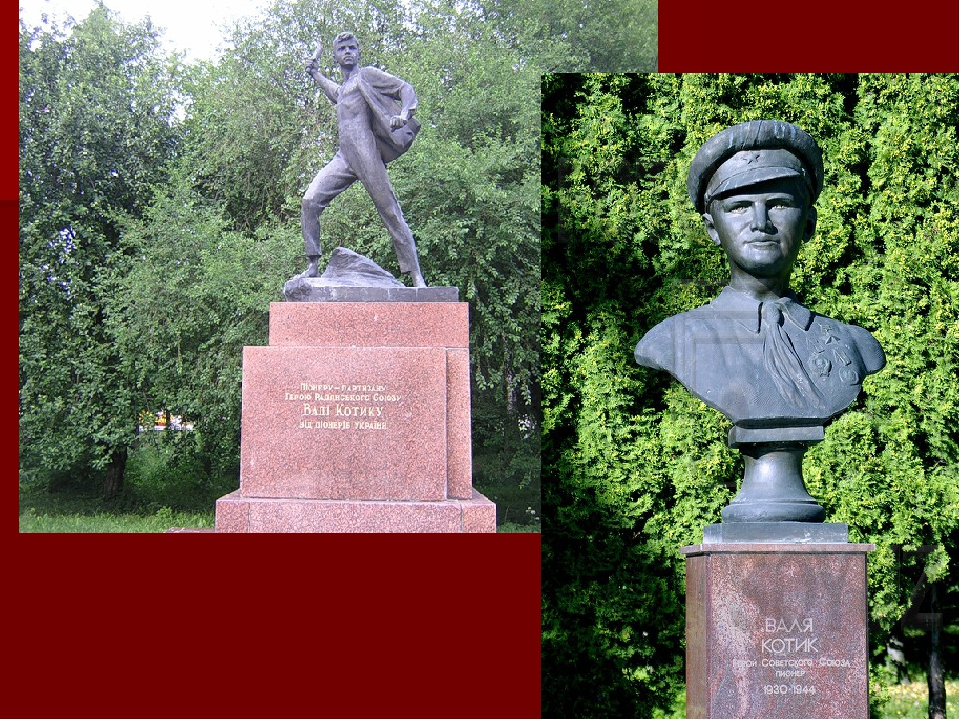 Піонеру-партизану
Герою Радянського Союзу
Валі Котику
від піонерів України
ВАЛЯ
КОТИК
ГЕРОЙ СОВЕТСКОГО СОЮЗА
ПИОНЕР
1930-1944